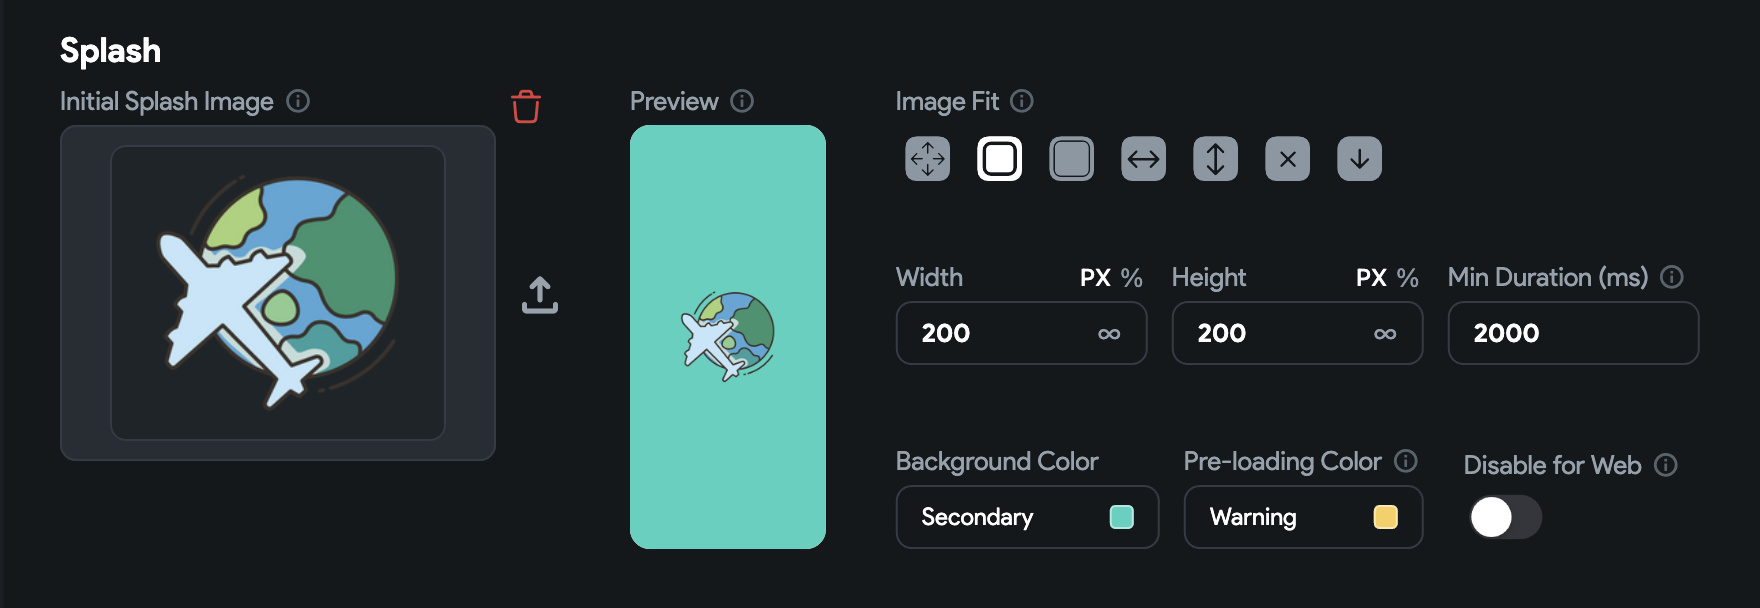 Splash
Initial Splash Image
Preview
Image Fit
Width PX %
Height PX %
Min Duration (ms)
200 ∞
200 ∞
2000
Background Color
Pre-loading Color
Disable for Web
Secondary
Warning